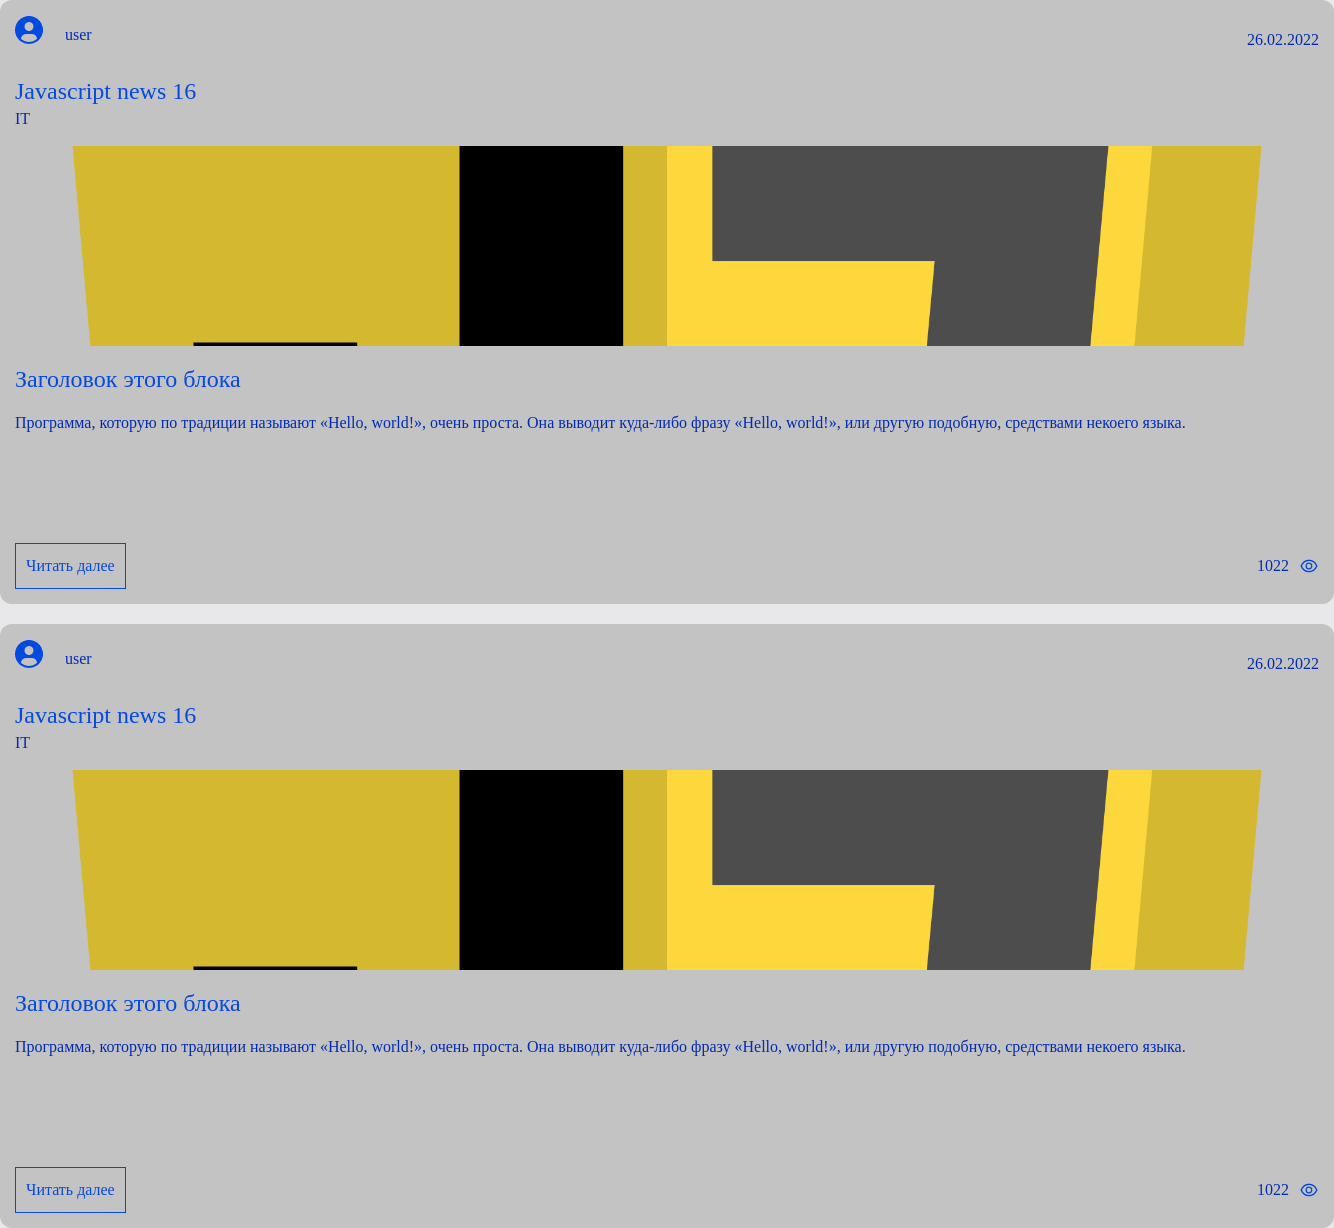 user
26.02.2022
Javascript news 16
IT
Заголовок этого блока
Программа, которую по традиции называют «Hello, world!», очень проста. Она выводит куда-либо фразу «Hello, world!», или другую подобную, средствами некоего языка.
Читать далее
1022
user
26.02.2022
Javascript news 16
IT
Заголовок этого блока
Программа, которую по традиции называют «Hello, world!», очень проста. Она выводит куда-либо фразу «Hello, world!», или другую подобную, средствами некоего языка.
Читать далее
1022